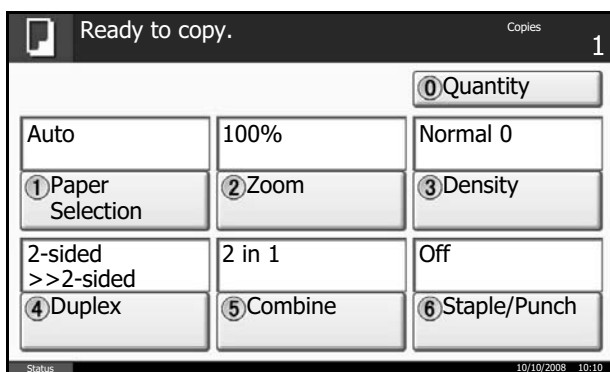 Ready to copy.
Copies
1
0 Quantity
Auto
100%
Normal 0
1 Paper
Selection
2 Zoom
3 Density
2-sided
>>2-sided
2 in 1
Off
4 Duplex
5 Combine
6 Staple/Punch
Status
10/10/2008 10:10